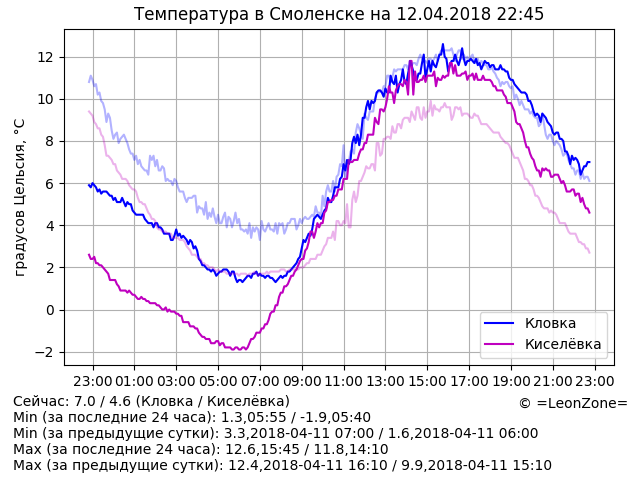 Температура в Смоленске на 12.04.2018 22:45
градусов Цельсия, °C
12
10
8
6
4
2
0
−2
Кловка
Киселёвка
23:00 01:00 03:00 05:00 07:00 09:00 11:00 13:00 15:00 17:00 19:00 21:00 23:00
Сейчас: 7.0 / 4.6 (Кловка / Киселёвка)
© =LeonZone=
Min (за последние 24 часа): 1.3,05:55 / -1.9,05:40
Min (за предыдущие сутки): 3.3,2018-04-11 07:00 / 1.6,2018-04-11 06:00
Max (за последние 24 часа): 12.6,15:45 / 11.8,14:10
Max (за предыдущие сутки): 12.4,2018-04-11 16:10 / 9.9,2018-04-11 15:10